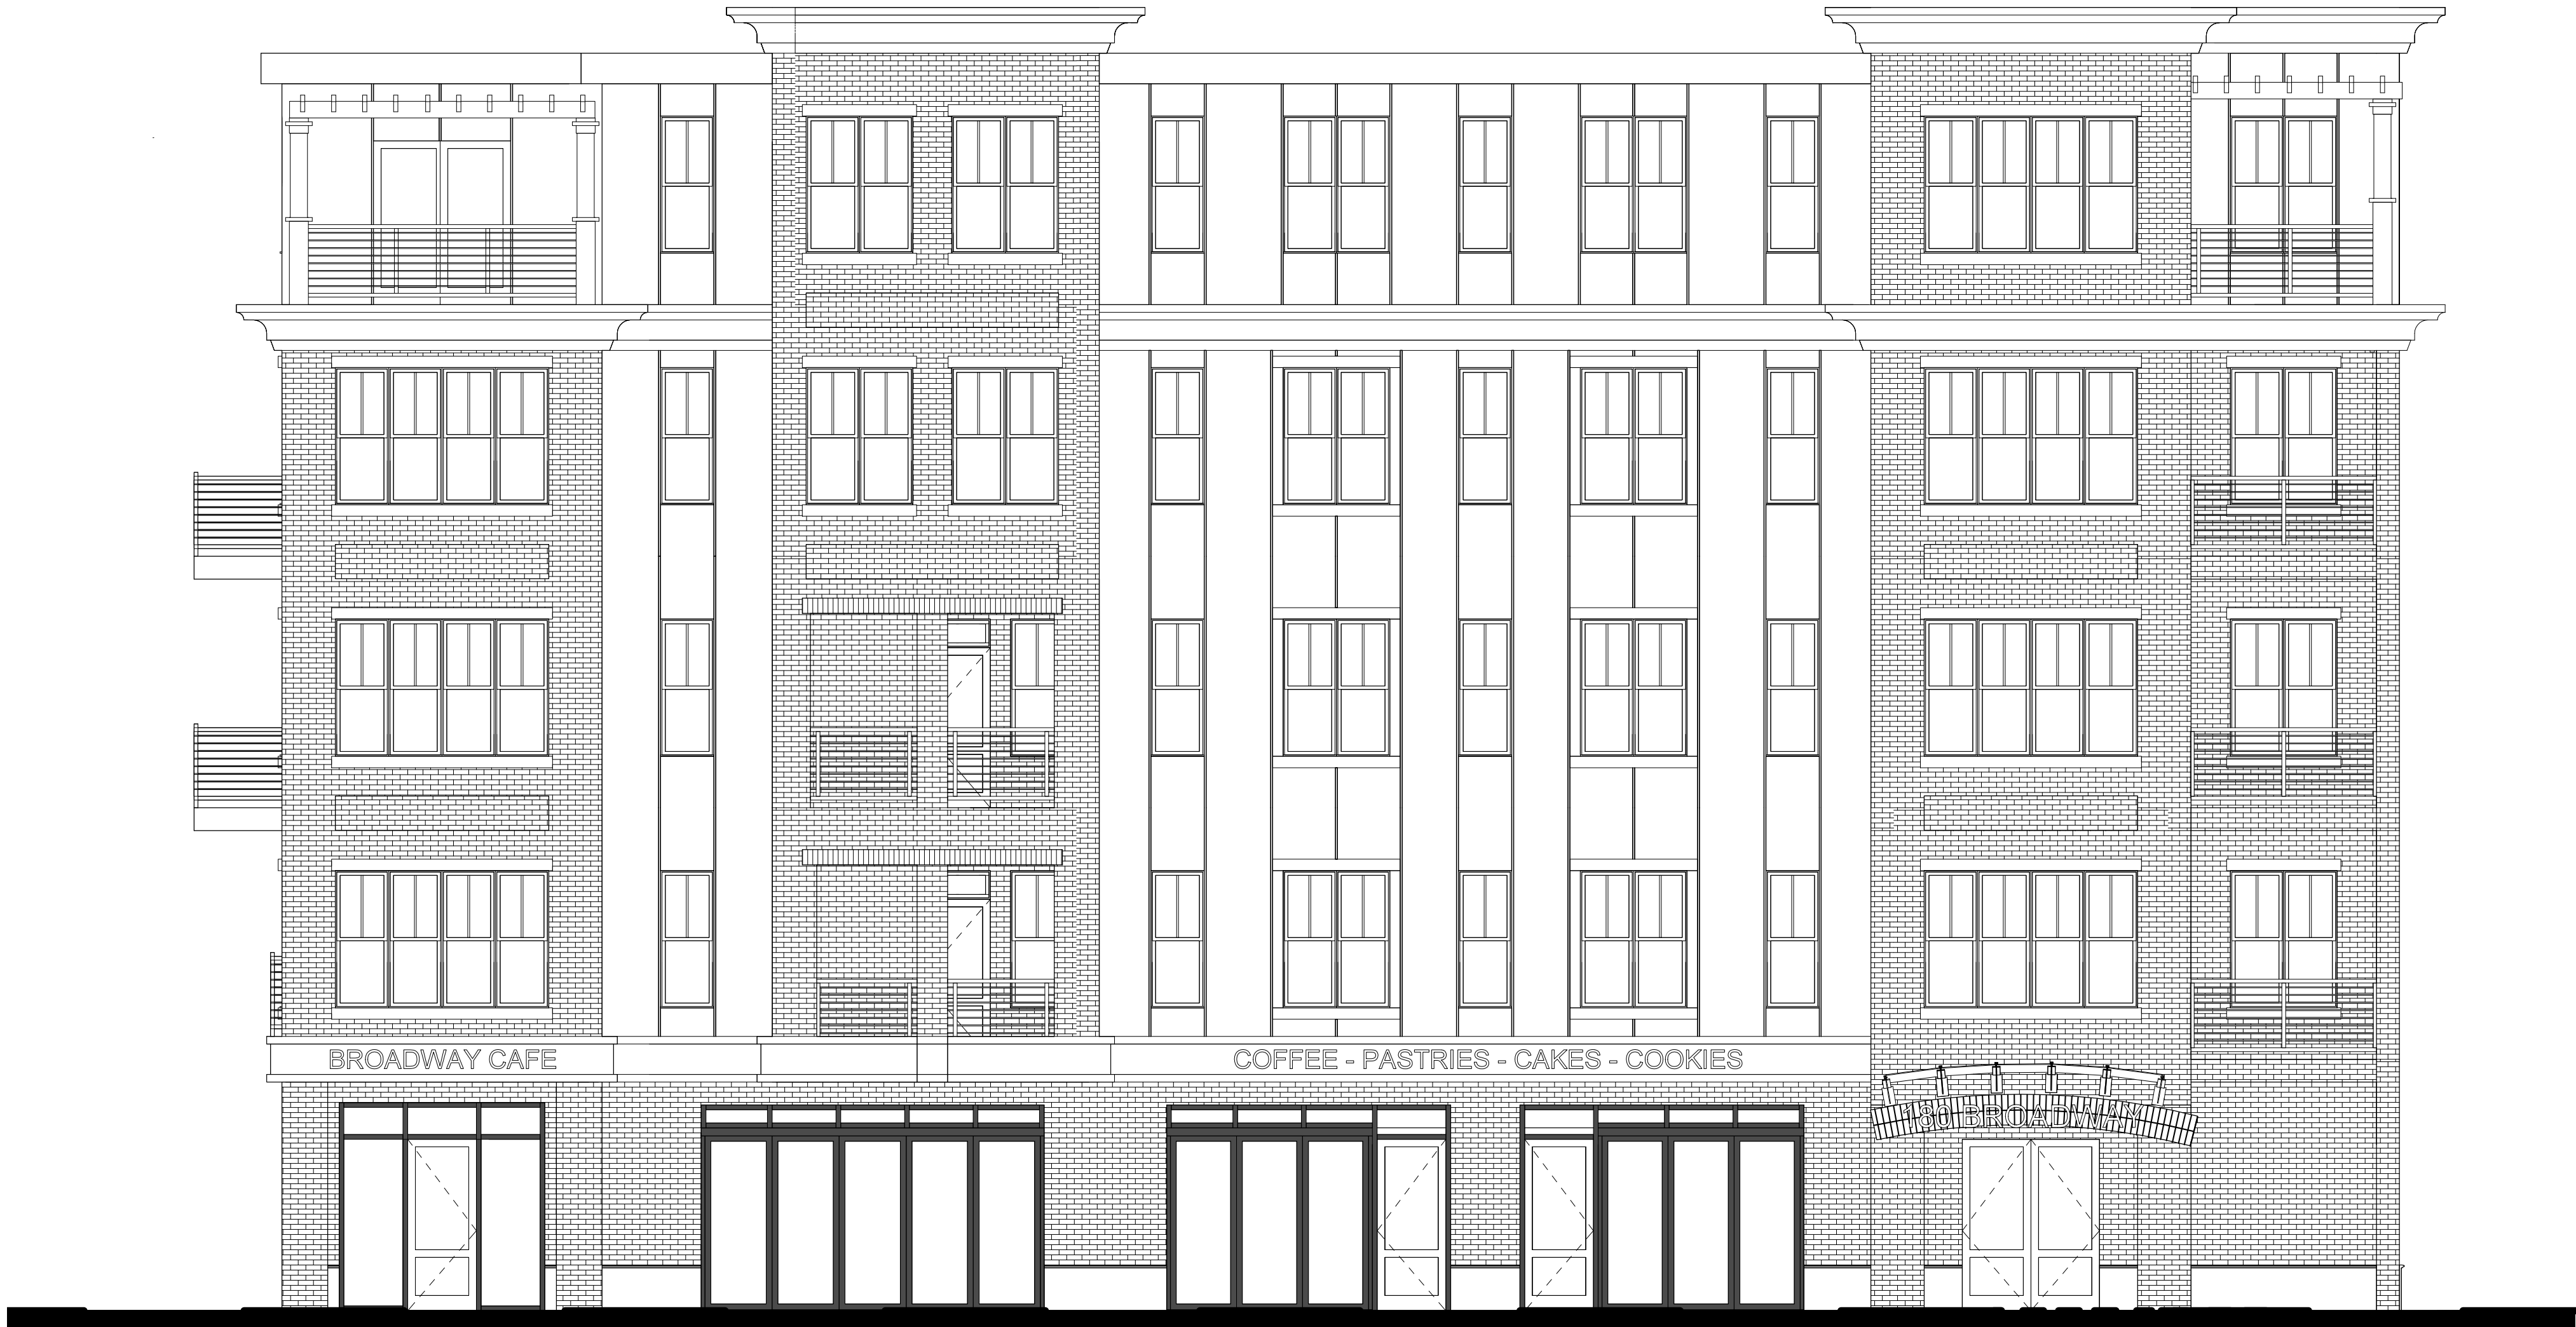 BROADWAY CAFE
COFFEE - PASTRIES - CAKES - COOKIES
180 BROADWAY